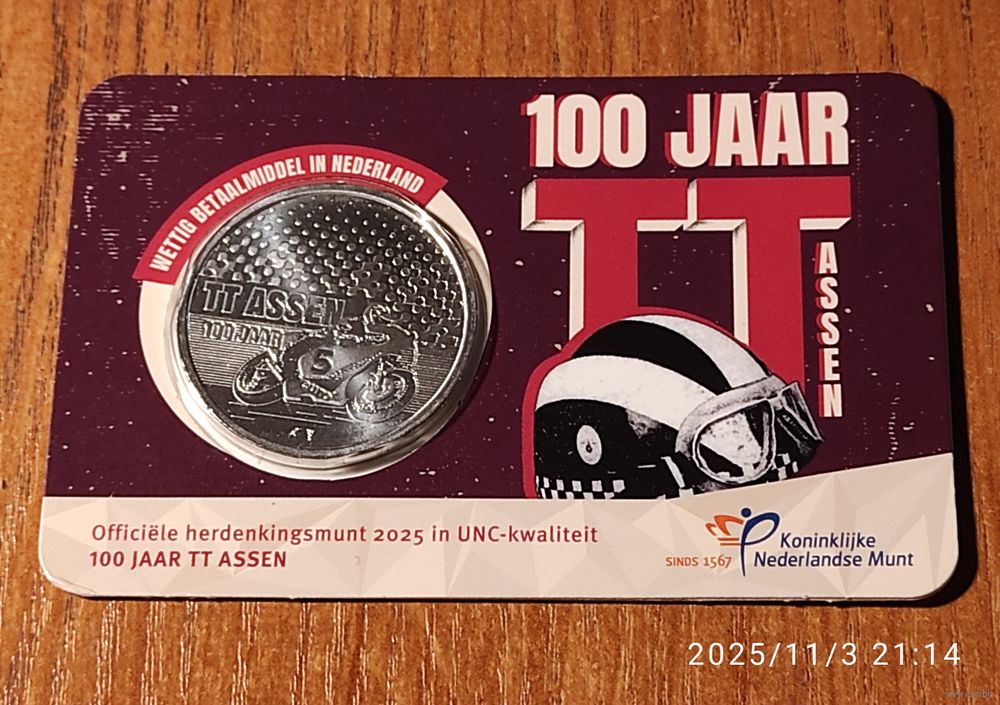 100 JAAR
TT
ASSEN
WETTIG BETAALMIDDEL IN NEDERLAND
TT ASSEN
100 JAAR
5
Officiële herdenkingsmunt 2025 in UNC-kwaliteit
100 JAAR TT ASSEN
SINDS 1567
Koninklijke
Nederlandse Munt
2025/11/3 21:14